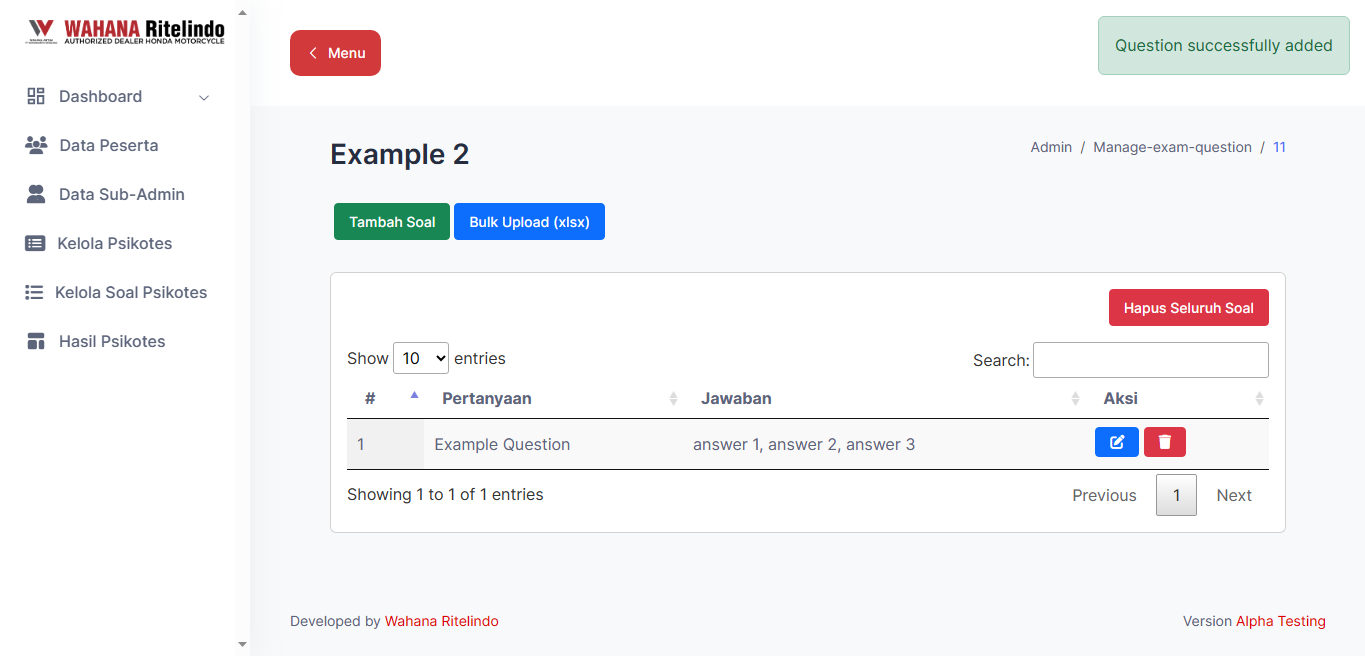 WAHANA Ritelindo
AUTHORIZED DEALER HONDA MOTORCYCLE
Dashboard
Data Peserta
Data Sub-Admin
Kelola Psikotes
Kelola Soal Psikotes
Hasil Psikotes
Menu
Question successfully added
Example 2
Admin / Manage-exam-question / 11
Tambah Soal Bulk Upload (xlsx)
Hapus Seluruh Soal
Show 10 entries Search:
# Pertanyaan Jawaban Aksi
1 Example Question answer 1, answer 2, answer 3
Showing 1 to 1 of 1 entries Previous 1 Next
Developed by Wahana Ritelindo Version Alpha Testing